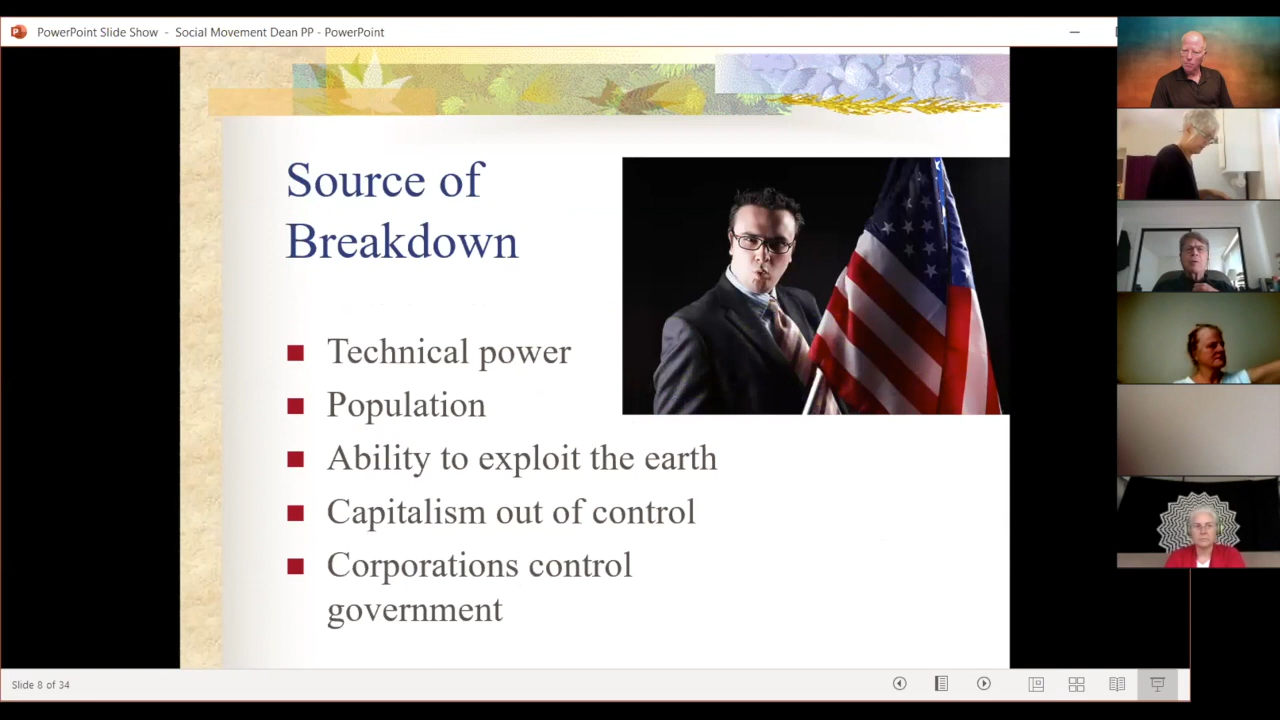 PowerPoint Slide Show - Social Movement Dean PP - PowerPoint
Source of
Breakdown
Technical power
Population
Ability to exploit the earth
Capitalism out of control
Corporations control
government
Slide 8 of 34